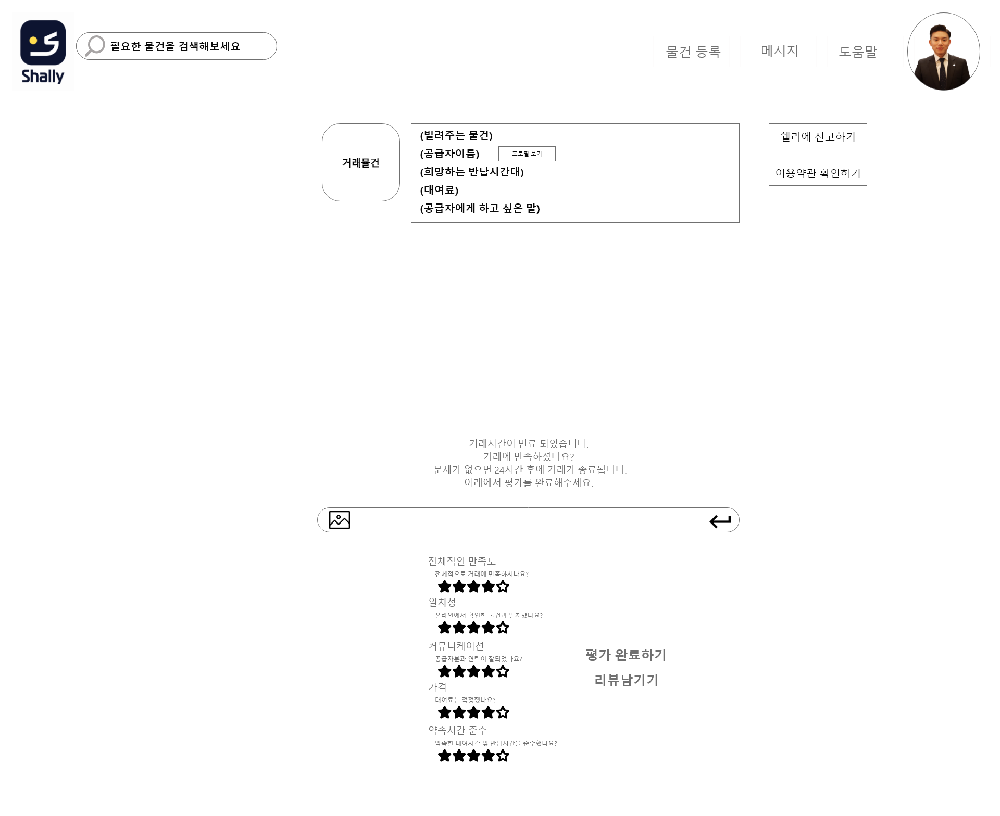 Shally
필요한 물건을 검색해보세요
물건 등록
메시지
도움말
거래물건
(빌려주는 물건)
(공급자이름)
프로필 보기
(희망하는 반납시간대)
(대여료)
(공급자에게 하고 싶은 말)
쉘리에 신고하기
이용약관 확인하기
거래시간이 만료 되었습니다.
거래에 만족하셨나요?
문제가 없으면 24시간 후에 거래가 종료됩니다.
아래에서 평가를 완료해주세요.
전체적인 만족도
전체적으로 거래에 만족하시나요?
일치성
온라인에서 확인한 물건과 일치했나요?
커뮤니케이션
공급자분과 연락이 잘되었나요?
가격
대여료는 적정했나요?
약속시간 준수
약속한 대여시간 및 반납시간을 준수했나요?
평가 완료하기
리뷰남기기